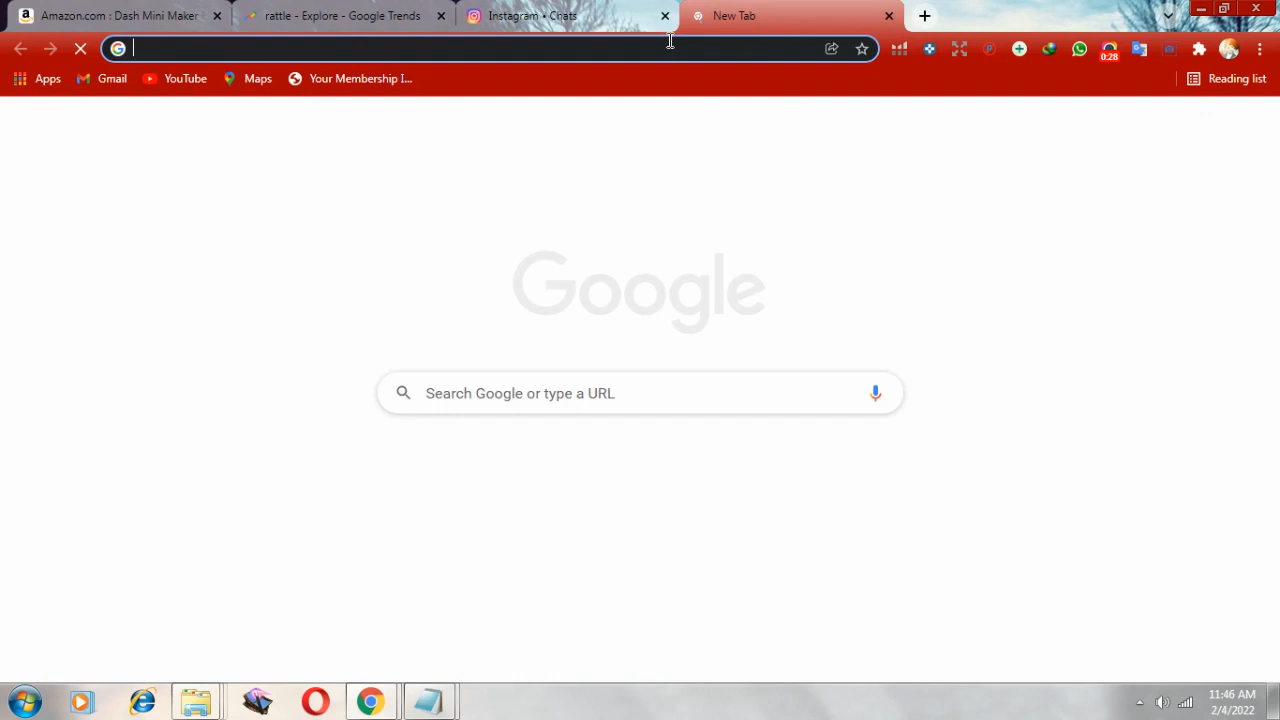 Amazon.com : Dash Mini Maker
rattle - Explore - Google Trends
Instagram • Chats
New Tab
0:28
Apps
Gmail
YouTube
Maps
Your Membership I...
Reading list
Google
Search Google or type a URL
11:46 AM
2/4/2022